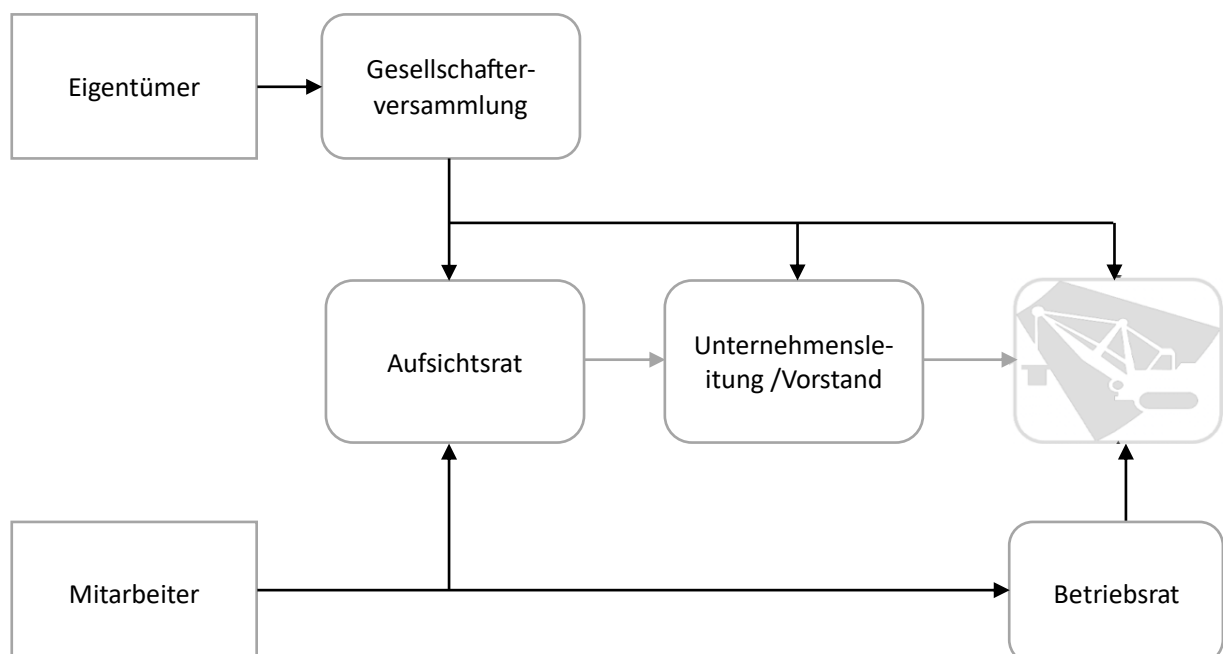 Eigentümer
Gesellschafter-
versammlung
Aufsichtsrat
Unternehmensle-
itung /Vorstand
Mitarbeiter
Betriebsrat